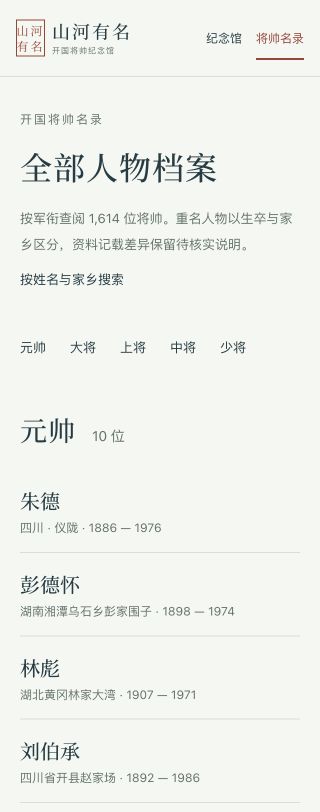 山河
有名
山河有名
开国将帅纪念馆
纪念馆
将帅名录
开国将帅名录
全部人物档案
按军衔查阅 1,614 位将帅。重名人物以生卒与家
乡区分，资料记载差异保留待核实说明。
按姓名与家乡搜索
元帅 大将 上将 中将 少将
元帅 10 位
朱德
四川 · 仪陇 · 1886 — 1976
彭德怀
湖南湘潭乌石乡彭家围子 · 1898 — 1974
林彪
湖北黄冈林家大湾 · 1907 — 1971
刘伯承
四川省开县赵家场 · 1892 — 1986